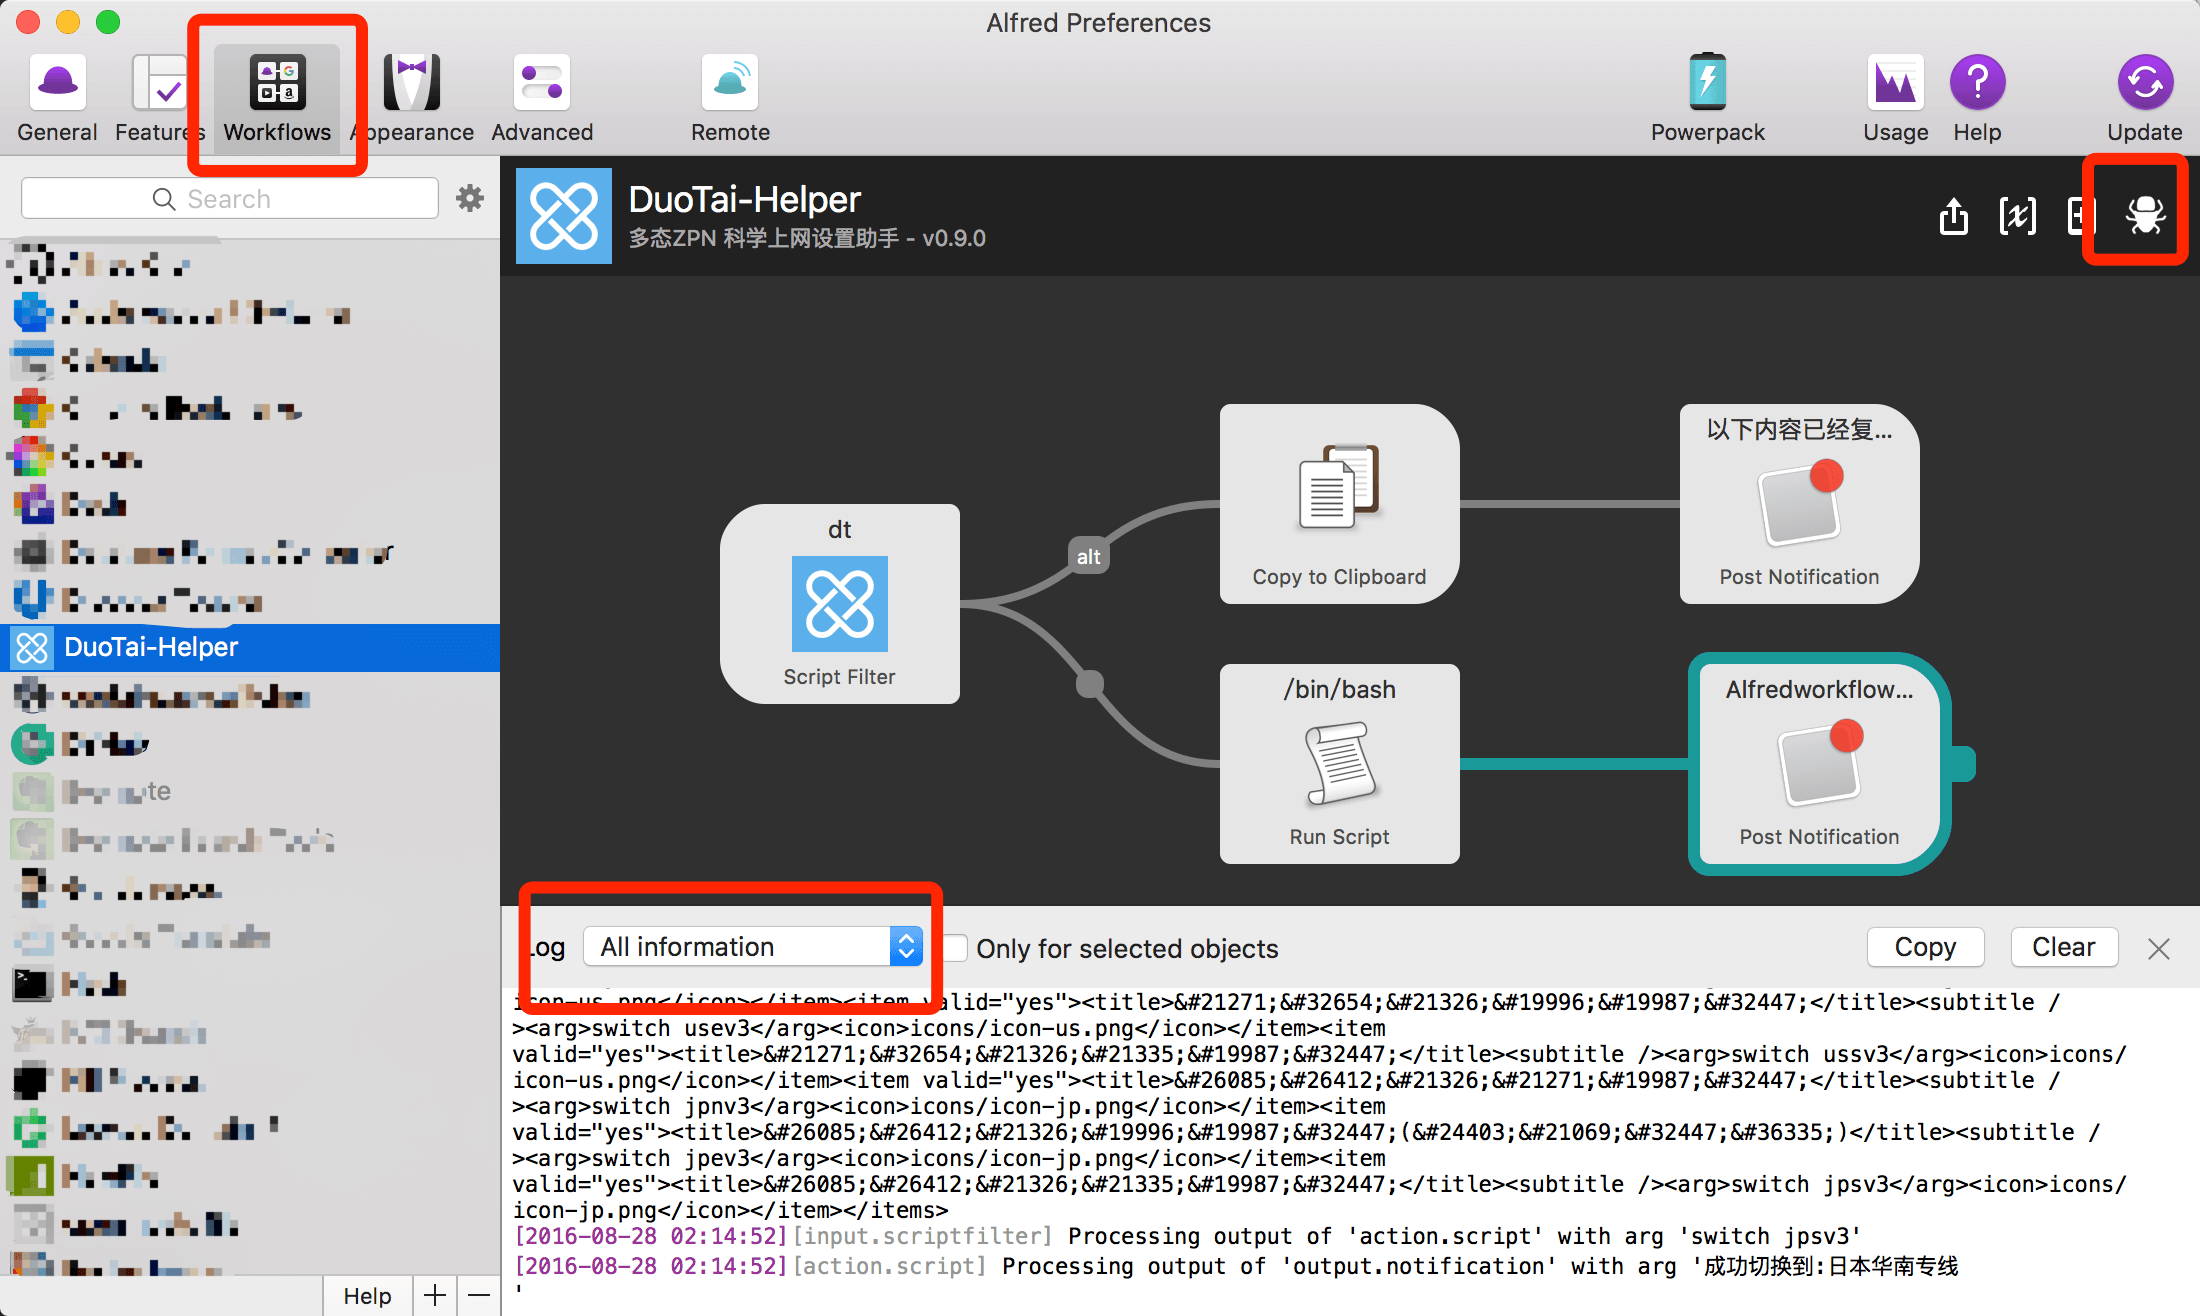 Alfred Preferences
General
Features
Workflows
Appearance
Advanced
Remote
Powerpack
Usage
Help
Update
Search
DuoTai-Helper
多态ZPN 科学上网设置助手 - v0.9.0
DuoTai-Helper
dt
Script Filter
alt
Copy to Clipboard
以下内容已经复...
Post Notification
/bin/bash
Run Script
Alfredworkflow...
Post Notification
Log
All information
Only for selected objects
Copy
Clear
icon-us.png</icon></item><item valid="yes"><title>&#21271;&#32654;&#21326;&#19996;&#19987;&#32447;</title><subtitle /
><arg>switch usev3</arg><icon>icons/icon-us.png</icon></item><item
valid="yes"><title>&#21271;&#32654;&#21326;&#21335;&#19987;&#32447;</title><subtitle /><arg>switch ussv3</arg><icon>icons/
icon-us.png</icon></item><item valid="yes"><title>&#26085;&#26412;&#21326;&#21271;&#19987;&#32447;</title><subtitle /
><arg>switch jpnv3</arg><icon>icons/icon-jp.png</icon></item><item
valid="yes"><title>&#26085;&#26412;&#21326;&#19996;&#19987;&#32447;(&#24403;&#21069;&#32447;&#36335;)</title><subtitle /
><arg>switch jpev3</arg><icon>icons/icon-jp.png</icon></item><item
valid="yes"><title>&#26085;&#26412;&#21326;&#21335;&#19987;&#32447;</title><subtitle /><arg>switch jpsv3</arg><icon>icons/
icon-jp.png</icon></item></items>
[2016-08-28 02:14:52][input.scriptfilter] Processing output of 'action.script' with arg 'switch jpsv3'
[2016-08-28 02:14:52][action.script] Processing output of 'output.notification' with arg '成功切换到:日本华南专线
'
Help